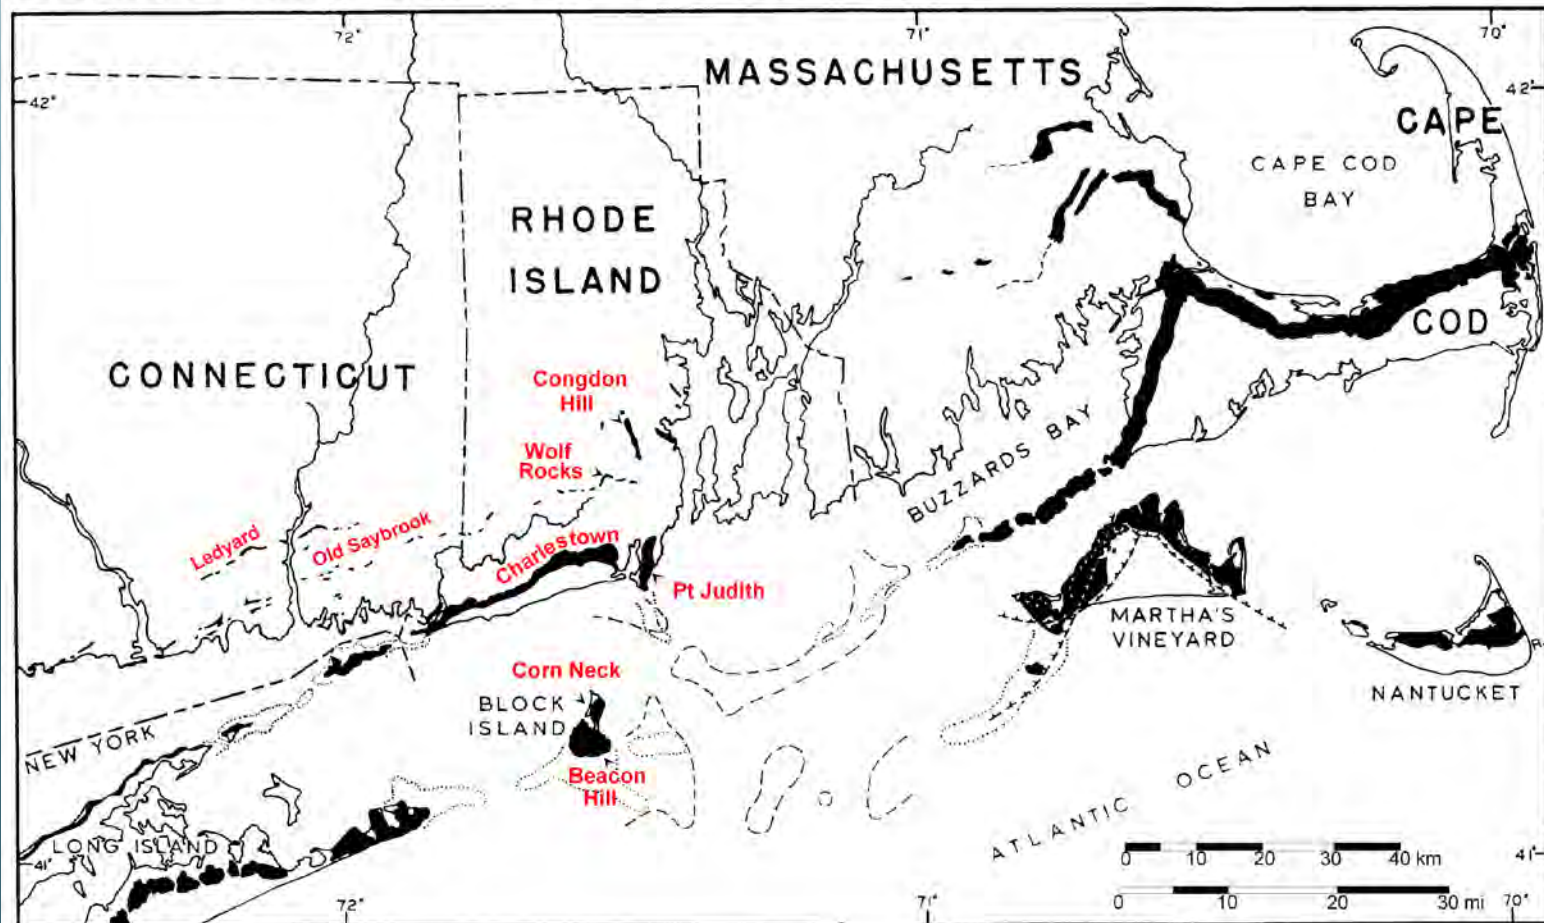 72°
71°
70°
42°
42°
MASSACHUSETTS
CAPE
CAPE COD
BAY
RHODE
ISLAND
COD
CONNECTICUT
Congdon
Hill
Wolf
Rocks
BUZZARDS BAY
Ledyard
Old Saybrook
Charlestown
Pt Judith
MARTHA'S
VINEYARD
NANTUCKET
Corn Neck
BLOCK
ISLAND
NEW YORK
Beacon
Hill
ATLANTIC OCEAN
LONG ISLAND
41°
41°
0 10 20 30 40 km
0 10 20 30 mi
72°
71°
70°